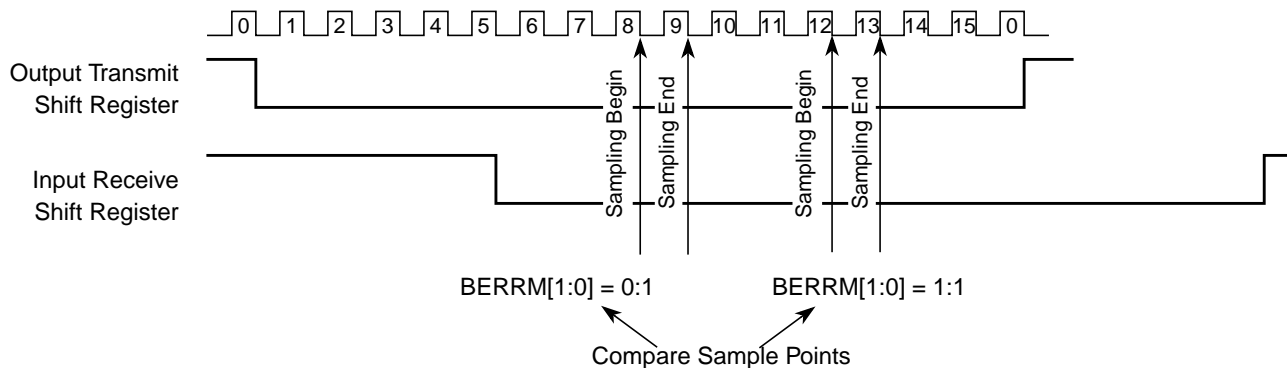 0 1 2 3 4 5 6 7 8 9 10 11 12 13 14 15 0
Output Transmit
Shift Register
Input Receive
Shift Register
Sampling Begin
Sampling End
Sampling Begin
Sampling End
BERRM[1:0] = 0:1
BERRM[1:0] = 1:1
Compare Sample Points